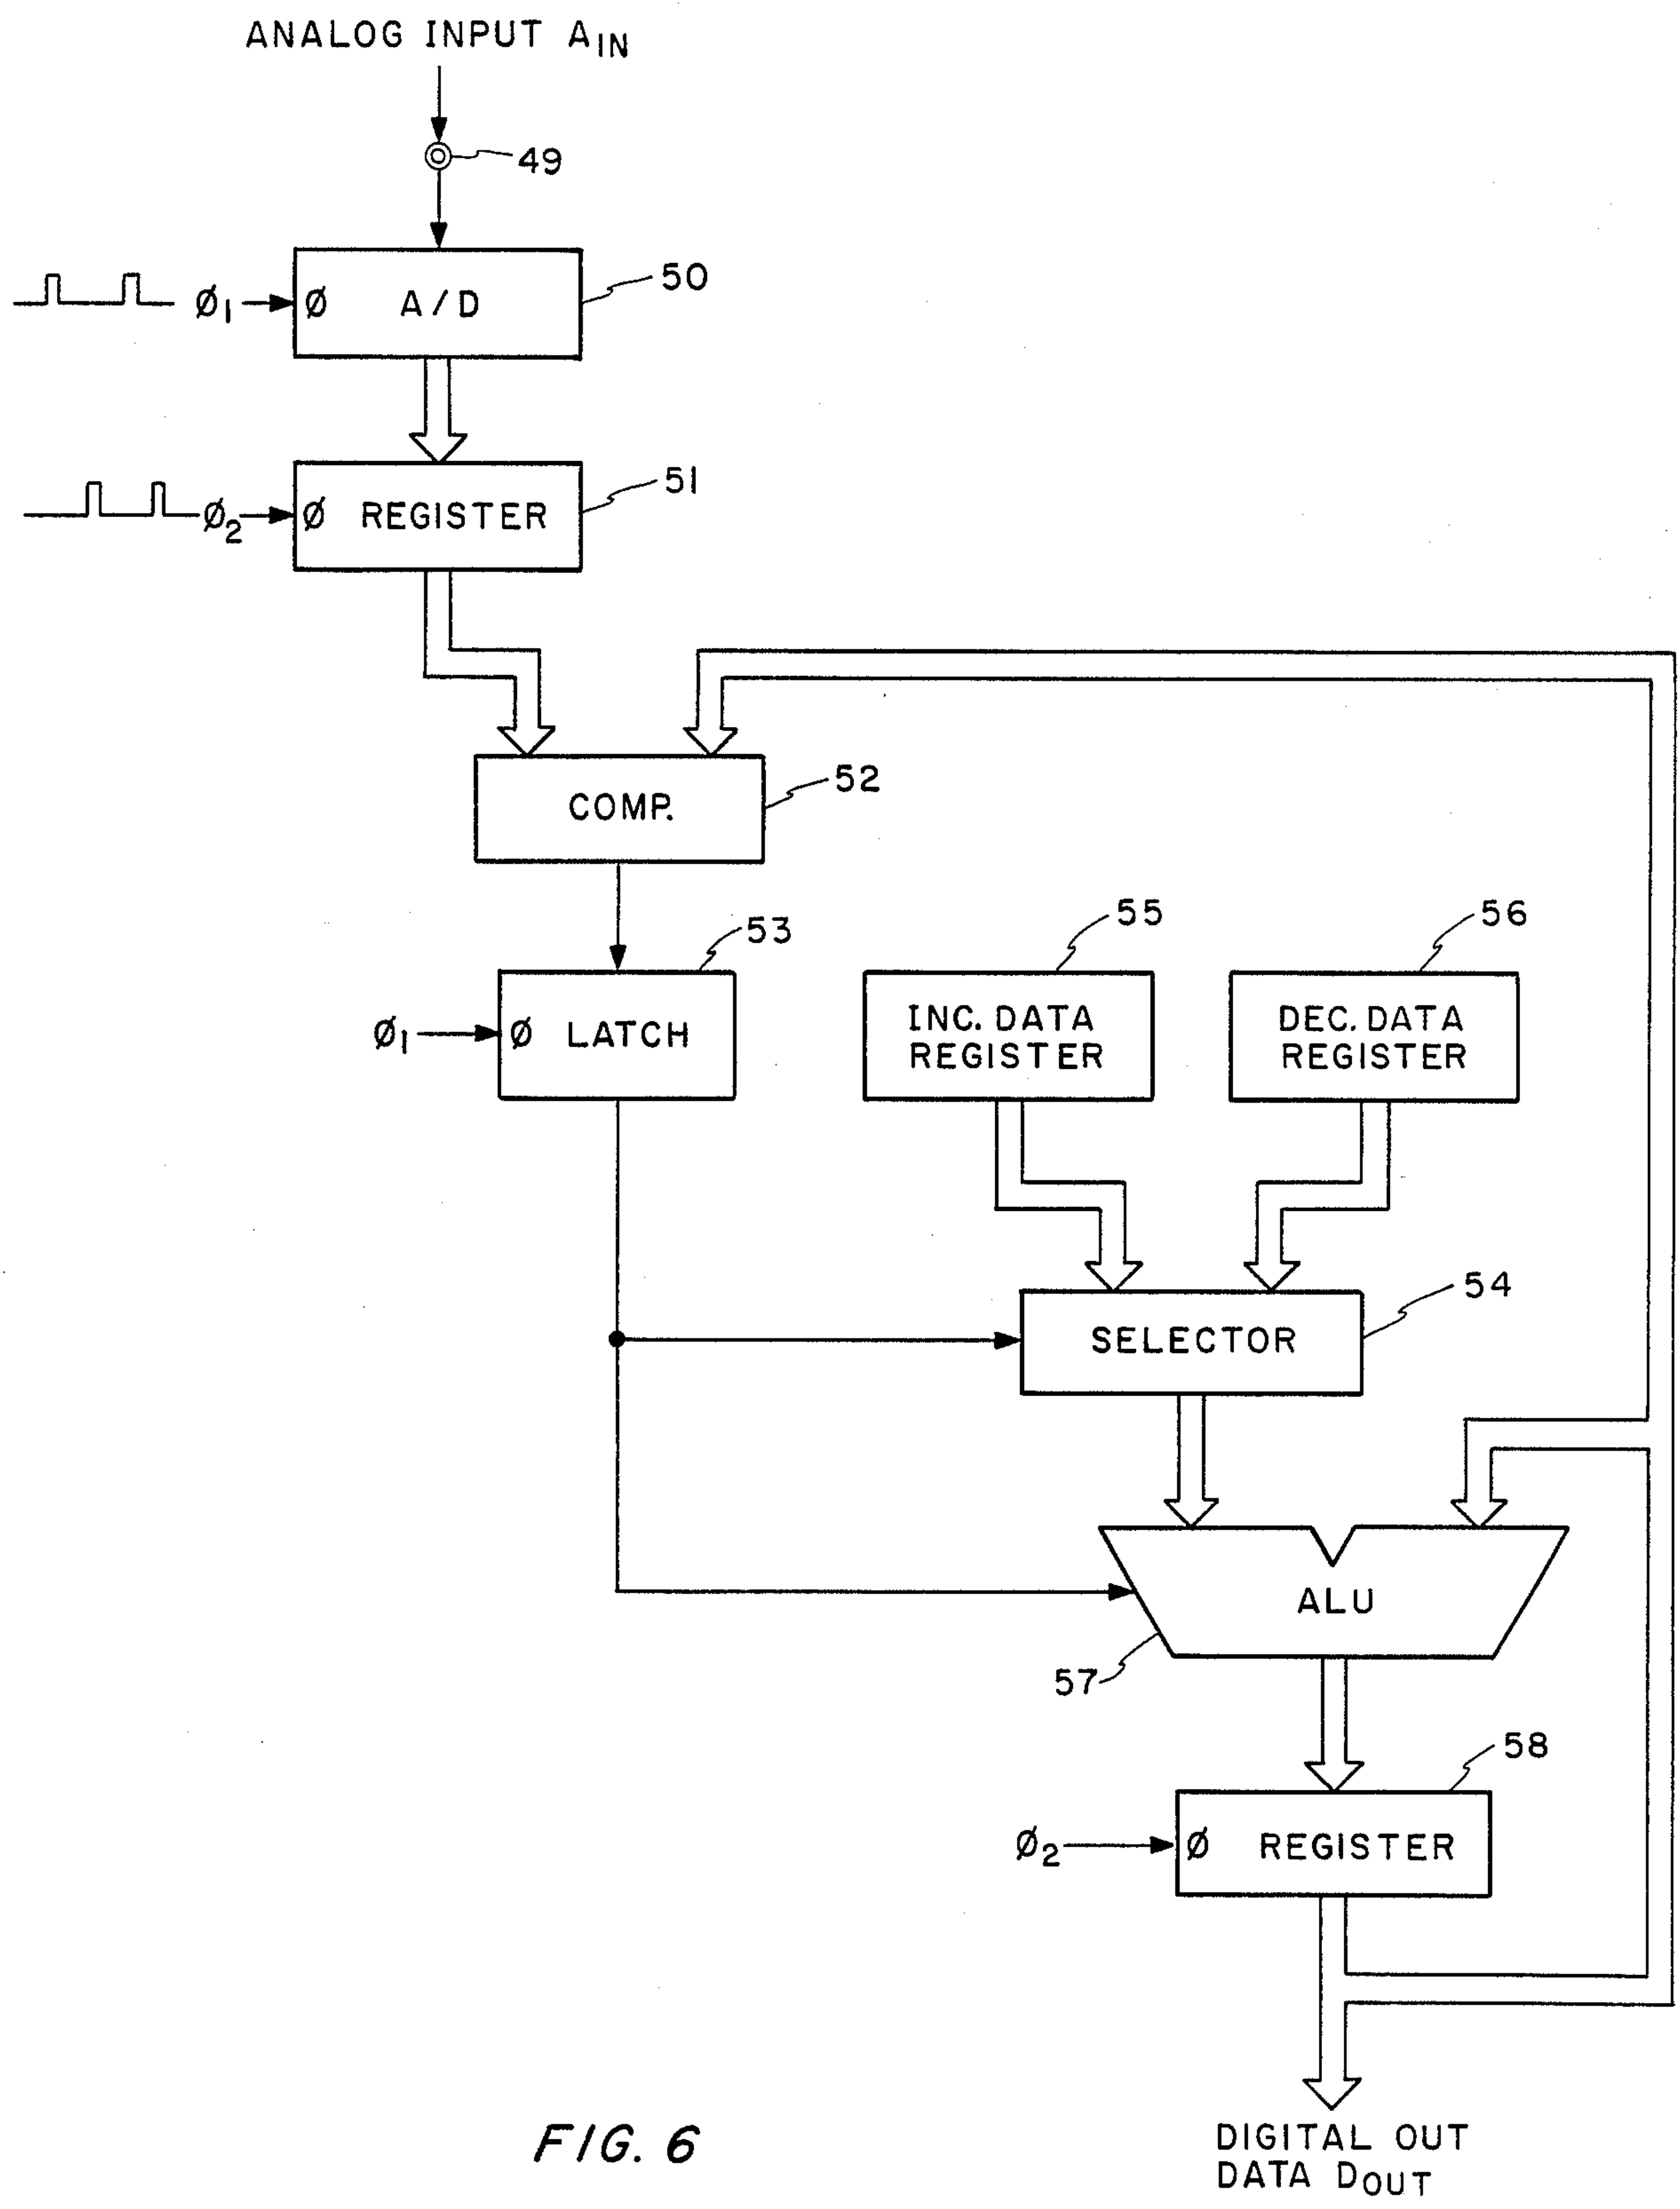 ANALOG INPUT AIN
49
50
Ø1 Ø A/D
51
Ø2 Ø REGISTER
52
COMP.
53
55
56
Ø1 Ø LATCH
INC. DATA
REGISTER
DEC. DATA
REGISTER
54
SELECTOR
ALU
57
58
Ø2 Ø REGISTER
DIGITAL OUT
DATA DOUT
FIG. 6